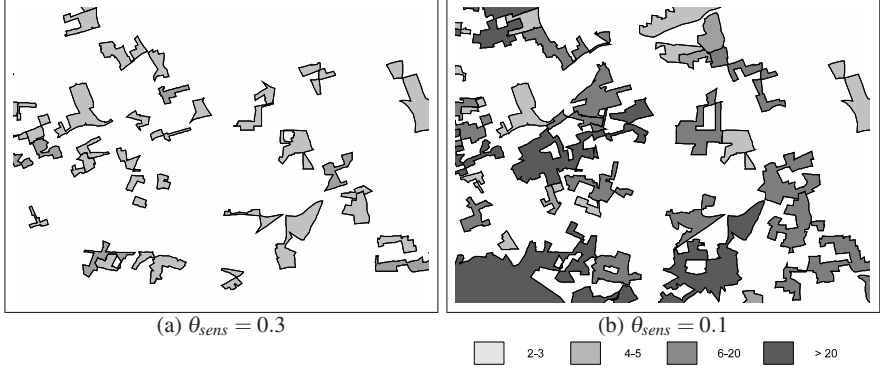 (a) θsens = 0.3
(b) θsens = 0.1
2-3 4-5 6-20 > 20